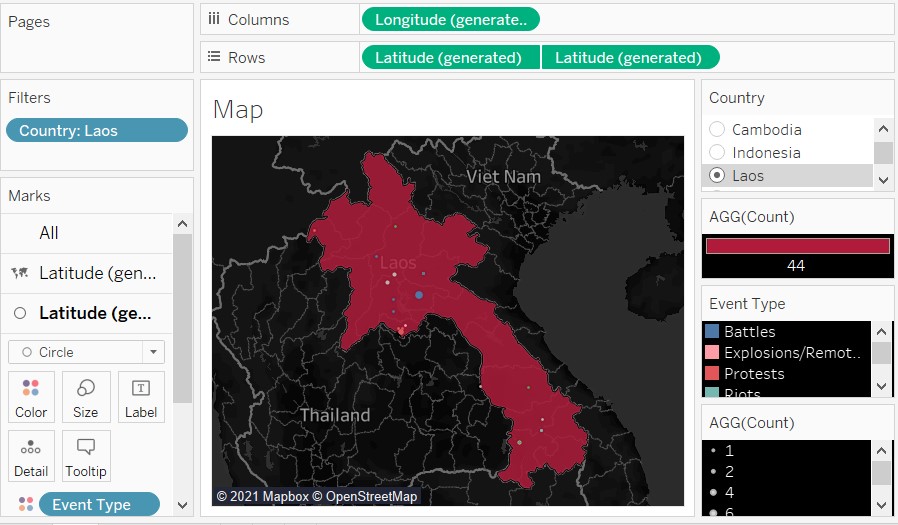 Pages
Columns
Longitude (generate..
Rows
Latitude (generated)
Latitude (generated)
Filters
Country: Laos
Marks
All
Latitude (gen...
Latitude (ge...
Circle
Color
Size
Label
Detail
Tooltip
Event Type
Map
Viet Nam
Laos
Thailand
© 2021 Mapbox © OpenStreetMap
Country
Cambodia
Indonesia
Laos
AGG(Count)
44
Event Type
Battles
Explosions/Remot..
Protests
Riots
AGG(Count)
1
2
4
6